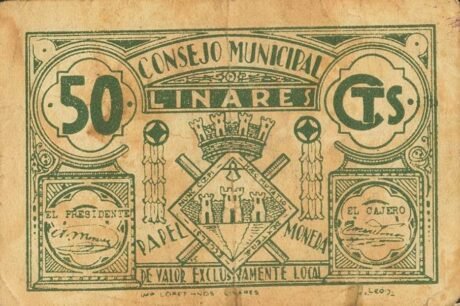 CONSEJO MUNICIPAL
LINARES
50
CTS.
EL PRESIDENTE
EL CAJERO
PAPEL MONEDA
DE VALOR EXCLUSIVAMENTE LOCAL